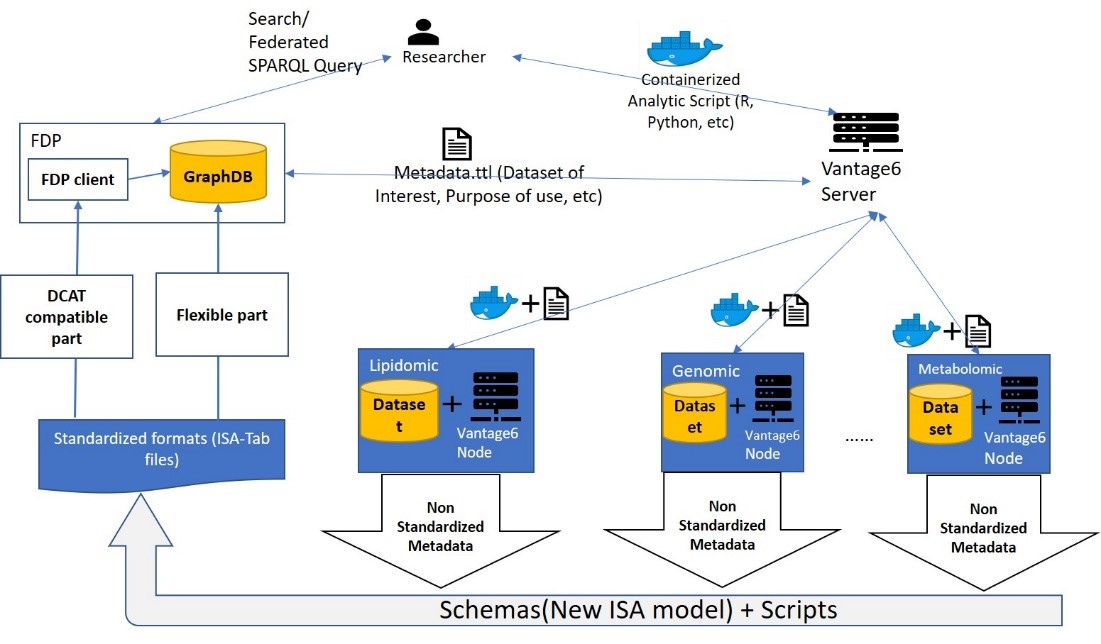 Search/
Federated
SPARQL Query
Researcher
Containerized
Analytic Script (R,
Python, etc)
FDP
FDP client
GraphDB
Metadata.ttl (Dataset of
Interest, Purpose of use, etc)
Vantage6
Server
DCAT
compatible
part
Flexible part
Lipidomic
Datase
t
+
Vantage6
Node
+
Genomic
Datas
et
+
Vantage6
Node
+
......
Metabolomic
Data
set
+
Vantage6
Node
+
Standardized formats (ISA-Tab
files)
Non
Standardized
Metadata
Non
Standardized
Metadata
Non
Standardized
Metadata
Schemas(New ISA model) + Scripts